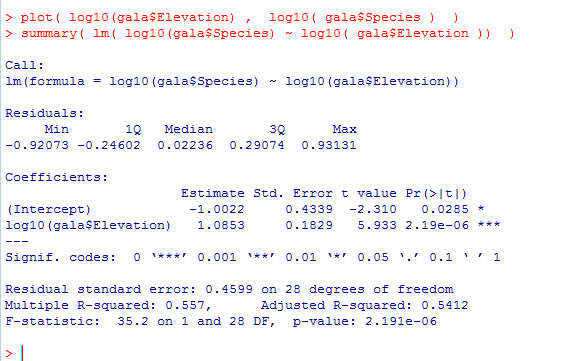 > plot( log10(gala$Elevation) ,  log10( gala$Species )  )
> summary( lm( log10(gala$Species) ~ log10( gala$Elevation ))  )

Call:
lm(formula = log10(gala$Species) ~ log10(gala$Elevation))

Residuals:
     Min       1Q   Median       3Q      Max
-0.92073 -0.24602  0.02236  0.29074  0.93131

Coefficients:
                      Estimate Std. Error t value Pr(>|t|)
(Intercept)            -1.0022     0.4339  -2.310   0.0285 *
log10(gala$Elevation)   1.0853     0.1829   5.933 2.19e-06 ***
---
Signif. codes:  0 ‘***’ 0.001 ‘**’ 0.01 ‘*’ 0.05 ‘.’ 0.1 ‘ ’ 1

Residual standard error: 0.4599 on 28 degrees of freedom
Multiple R-squared: 0.557,      Adjusted R-squared: 0.5412
F-statistic:  35.2 on 1 and 28 DF,  p-value: 2.191e-06

> |